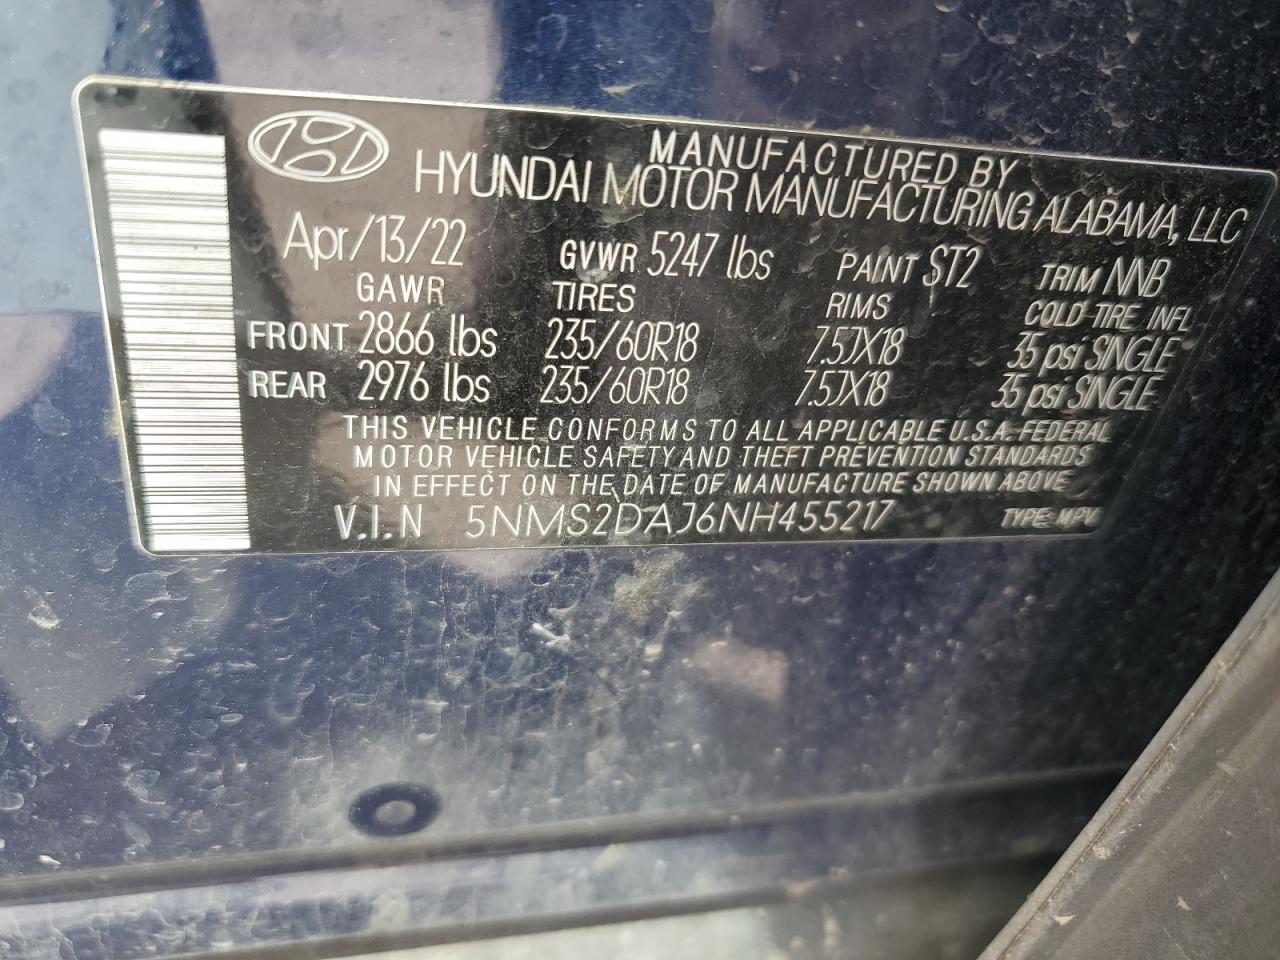 MANUFACTURED BY
HYUNDAI MOTOR MANUFACTURING ALABAMA, LLC
Apr/13/22 GVWR 5247 lbs PAINT ST2 TRIM NNB
GAWR TIRES RIMS COLD TIRE INFL
FRONT 2866 lbs 235/60R18 7.5JX18 35 psi SINGLE
REAR 2976 lbs 235/60R18 7.5JX18 35 psi SINGLE
THIS VEHICLE CONFORMS TO ALL APPLICABLE U.S.A. FEDERAL
MOTOR VEHICLE SAFETY AND THEFT PREVENTION STANDARDS
IN EFFECT ON THE DATE OF MANUFACTURE SHOWN ABOVE
V.I.N 5NMS2DAJ6NH455217 TYPE: MPV